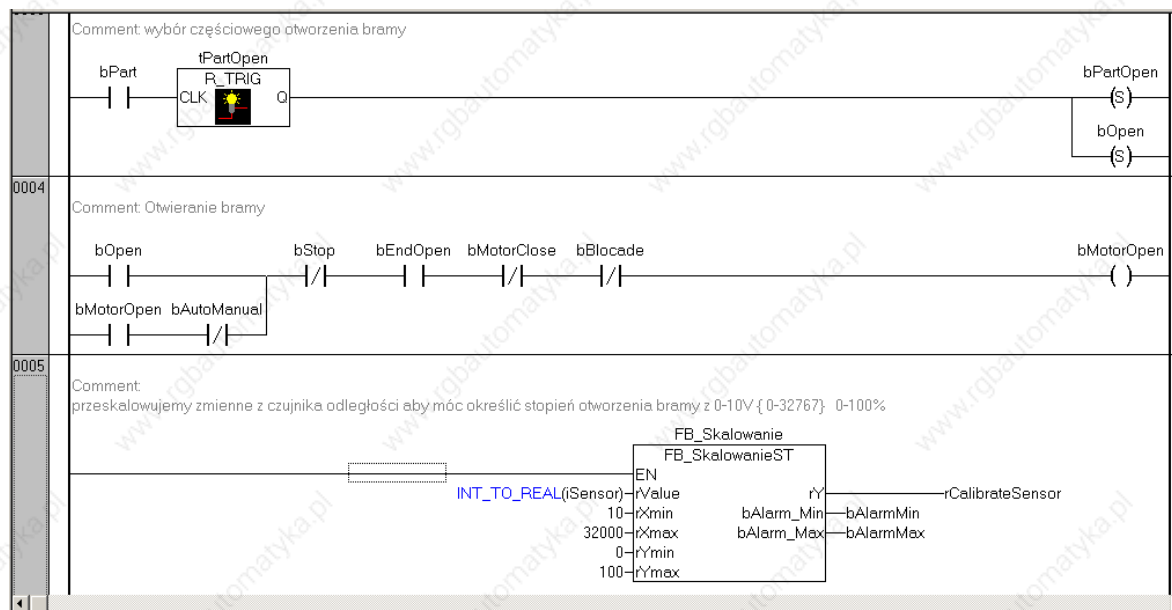 Comment: wybór częściowego otworzenia bramy
tPartOpen
bPart
R_TRIG
bPartOpen
CLK
Q
S
bOpen
S
0004
Comment: Otwieranie bramy
bOpen
bStop
bEndOpen
bMotorClose
bBlocade
bMotorOpen
bMotorOpen
bAutoManual
0005
Comment:
przeskalowujemy zmienne z czujnika odległości aby móc określić stopień otworzenia bramy z 0-10V { 0-32767} 0-100%
FB_Skalowanie
FB_SkalowanieST
EN
INT_TO_REAL(iSensor)
rValue
rY
rCalibrateSensor
10
rXmin
bAlarm_Min
bAlarmMin
32000
rXmax
bAlarm_Max
bAlarmMax
0
rYmin
100
rYmax
www.rgbautomatyka.pl